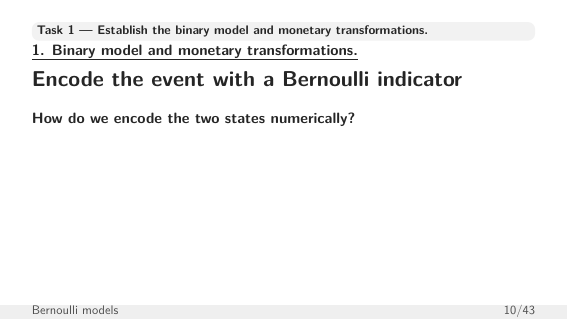 Task 1 — Establish the binary model and monetary transformations.
1. Binary model and monetary transformations.
Encode the event with a Bernoulli indicator
How do we encode the two states numerically?
Bernoulli models 10/43